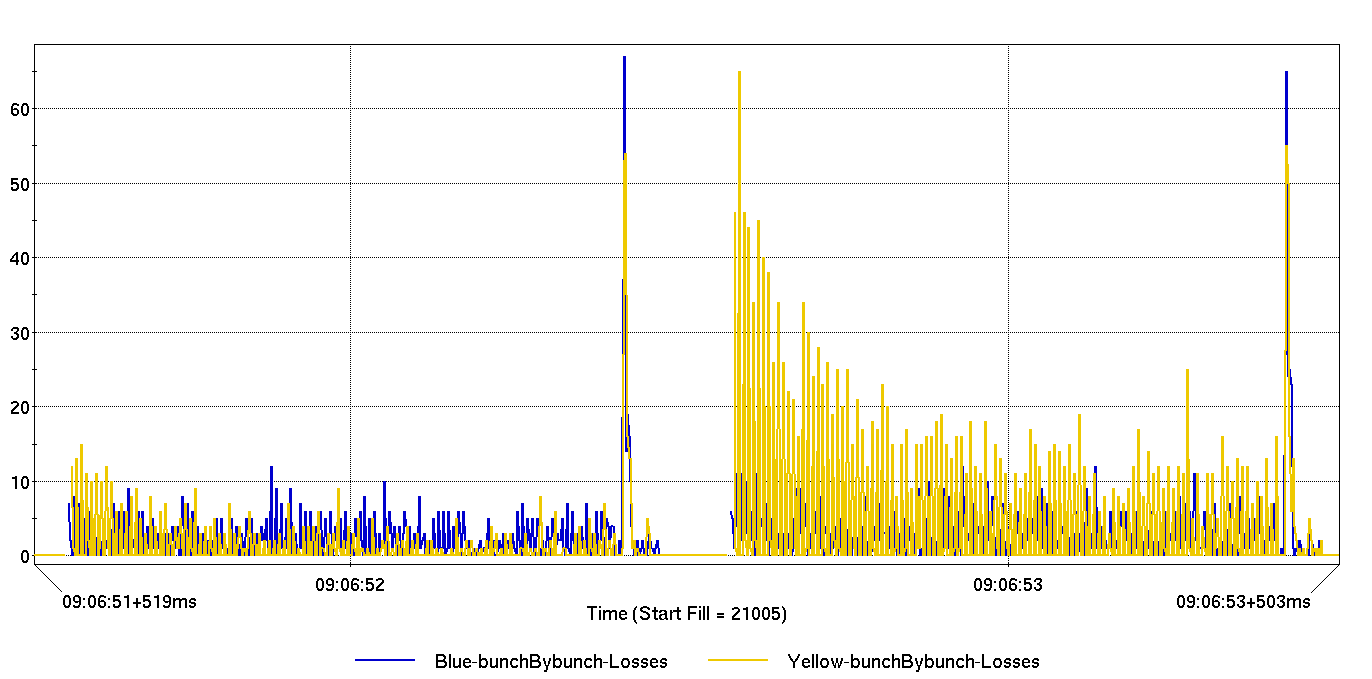 60
50
40
30
20
10
0
09:06:52
09:06:53
09:06:51+519ms
09:06:53+503ms
Time (Start Fill = 21005)
Blue-bunchBybunch-Losses
Yellow-bunchBybunch-Losses